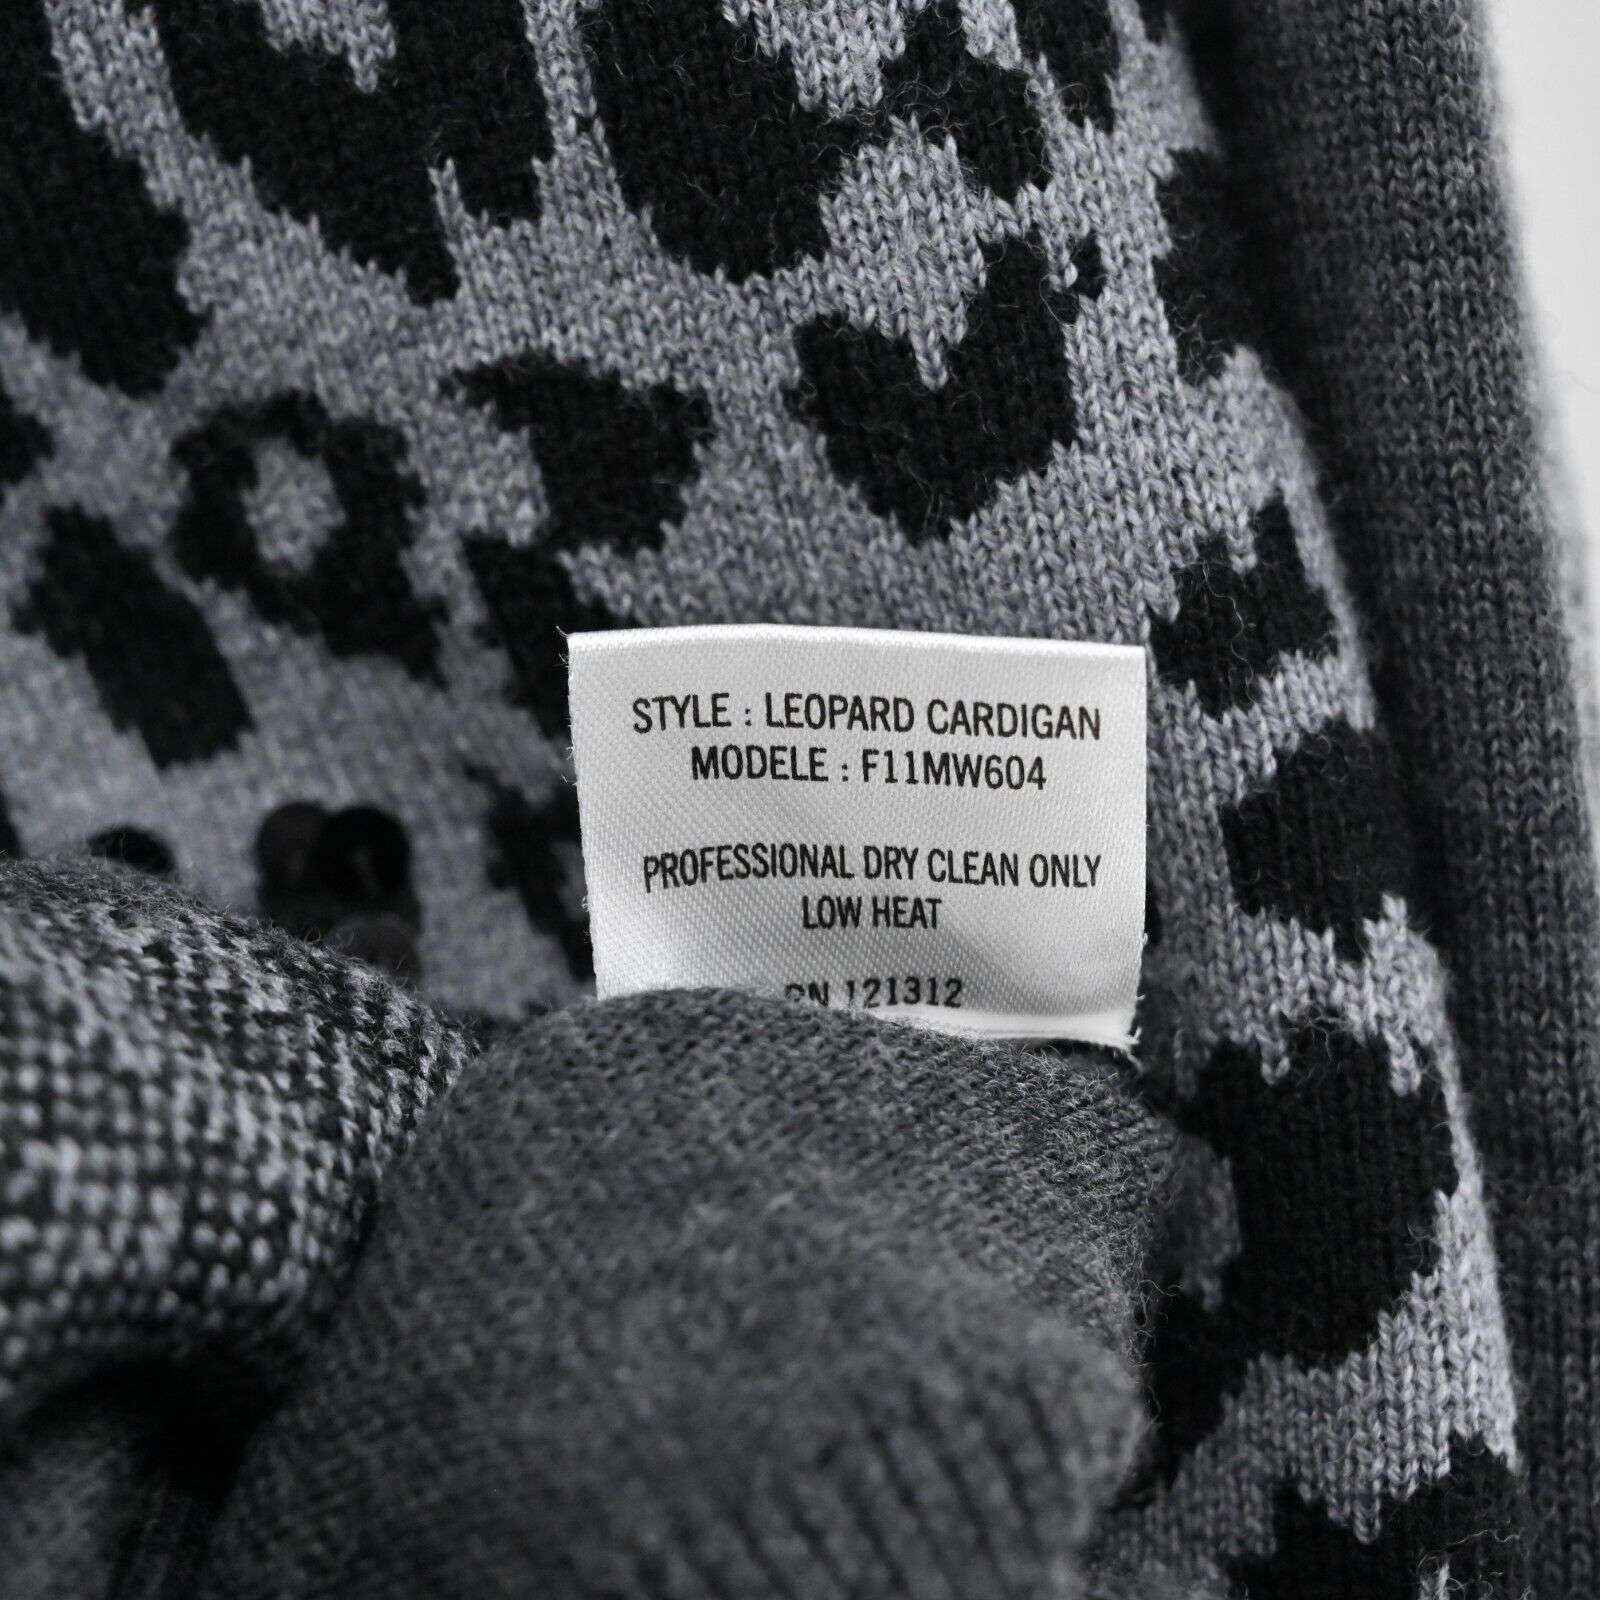 STYLE : LEOPARD CARDIGAN
MODELE : F11MW604
PROFESSIONAL DRY CLEAN ONLY
LOW HEAT
121312